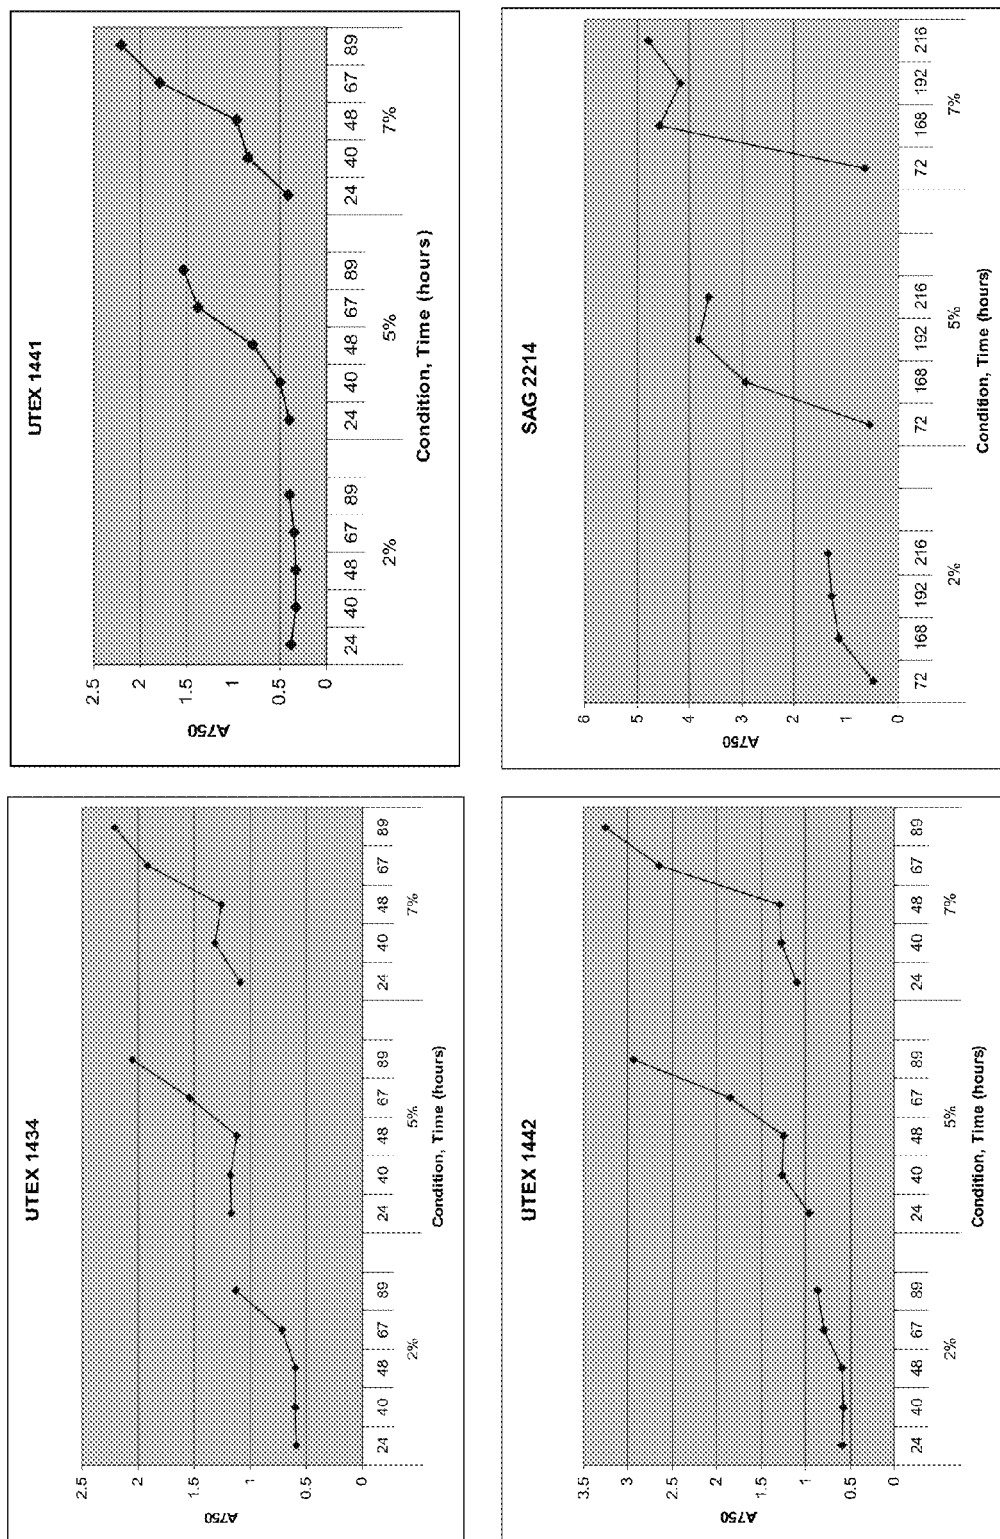 UTEX 1434
2.5
2
1.5
1
0.5
0
A750
24 40 48 67 89 24 40 48 67 89 24 40 48 67 89
2% 5% 7%
Condition, Time (hours)
UTEX 1441
2.5
2
1.5
1
0.5
0
A750
24 40 48 67 89 24 40 48 67 89 24 40 48 67 89
2% 5% 7%
Condition, Time (hours)
UTEX 1442
3.5
3
2.5
2
1.5
1
0.5
0
A750
24 40 48 67 89 24 40 48 67 89 24 40 48 67 89
2% 5% 7%
Condition, Time (hours)
SAG 2214
6
5
4
3
2
1
0
A750
72 168 192 216 72 168 192 216 72 168 192 216
2% 5% 7%
Condition, Time (hours)